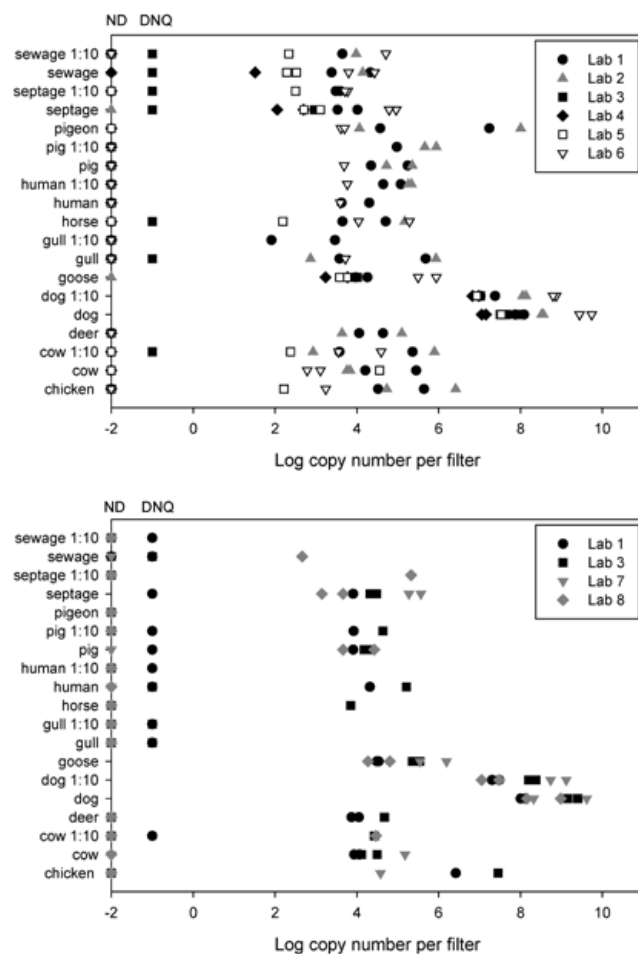 ND DNQ
sewage 1:10
sewage
septage 1:10
septage
pigeon
pig 1:10
pig
human 1:10
human
horse
gull 1:10
gull
goose
dog 1:10
dog
deer
cow 1:10
cow
chicken
Lab 1
Lab 2
Lab 3
Lab 4
Lab 5
Lab 6
-2 0 2 4 6 8 10
Log copy number per filter
ND DNQ
sewage 1:10
sewage
septage 1:10
septage
pigeon
pig 1:10
pig
human 1:10
human
horse
gull 1:10
gull
goose
dog 1:10
dog
deer
cow 1:10
cow
chicken
Lab 1
Lab 3
Lab 7
Lab 8
-2 0 2 4 6 8 10
Log copy number per filter